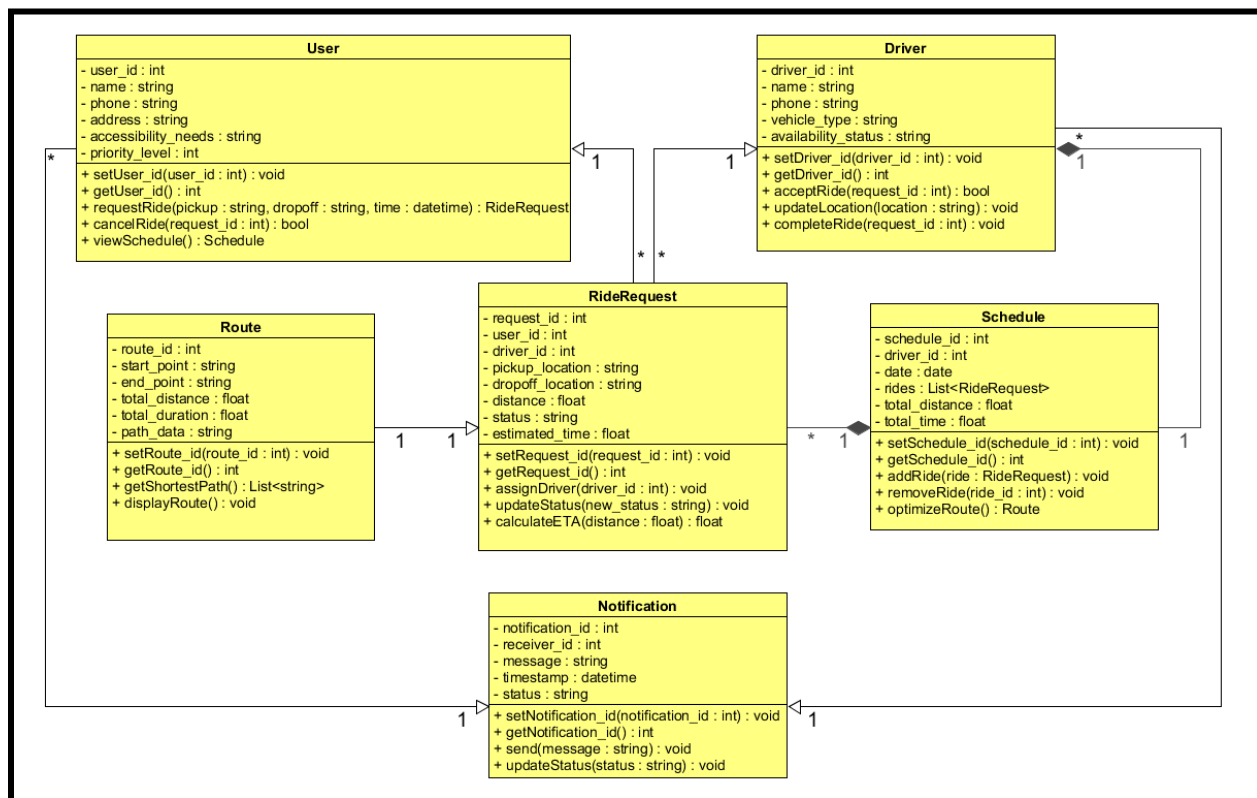 User
- user_id : int
- name : string
- phone : string
- address : string
- accessibility_needs : string
- priority_level : int
+ setUser_id(user_id : int) : void
+ getUser_id() : int
+ requestRide(pickup : string, dropoff : string, time : datetime) : RideRequest
+ cancelRide(request_id : int) : bool
+ viewSchedule() : Schedule
*
1
*
Driver
- driver_id : int
- name : string
- phone : string
- vehicle_type : string
- availability_status : string
+ setDriver_id(driver_id : int) : void
+ getDriver_id() : int
+ acceptRide(request_id : int) : bool
+ updateLocation(location : string) : void
+ completeRide(request_id : int) : void
1
*
*
1
Route
- route_id : int
- start_point : string
- end_point : string
- total_distance : float
- total_duration : float
- path_data : string
+ setRoute_id(route_id : int) : void
+ getRoute_id() : int
+ getShortestPath() : List<string>
+ displayRoute() : void
1
1
RideRequest
- request_id : int
- user_id : int
- driver_id : int
- pickup_location : string
- dropoff_location : string
- distance : float
- status : string
- estimated_time : float
+ setRequest_id(request_id : int) : void
+ getRequest_id() : int
+ assignDriver(driver_id : int) : void
+ updateStatus(new_status : string) : void
+ calculateETA(distance : float) : float
*
1
Schedule
- schedule_id : int
- driver_id : int
- date : date
- rides : List<RideRequest>
- total_distance : float
- total_time : float
+ setSchedule_id(schedule_id : int) : void
+ getSchedule_id() : int
+ addRide(ride : RideRequest) : void
+ removeRide(ride_id : int) : void
+ optimizeRoute() : Route
1
Notification
- notification_id : int
- receiver_id : int
- message : string
- timestamp : datetime
- status : string
+ setNotification_id(notification_id : int) : void
+ getNotification_id() : int
+ send(message : string) : void
+ updateStatus(status : string) : void
1
1